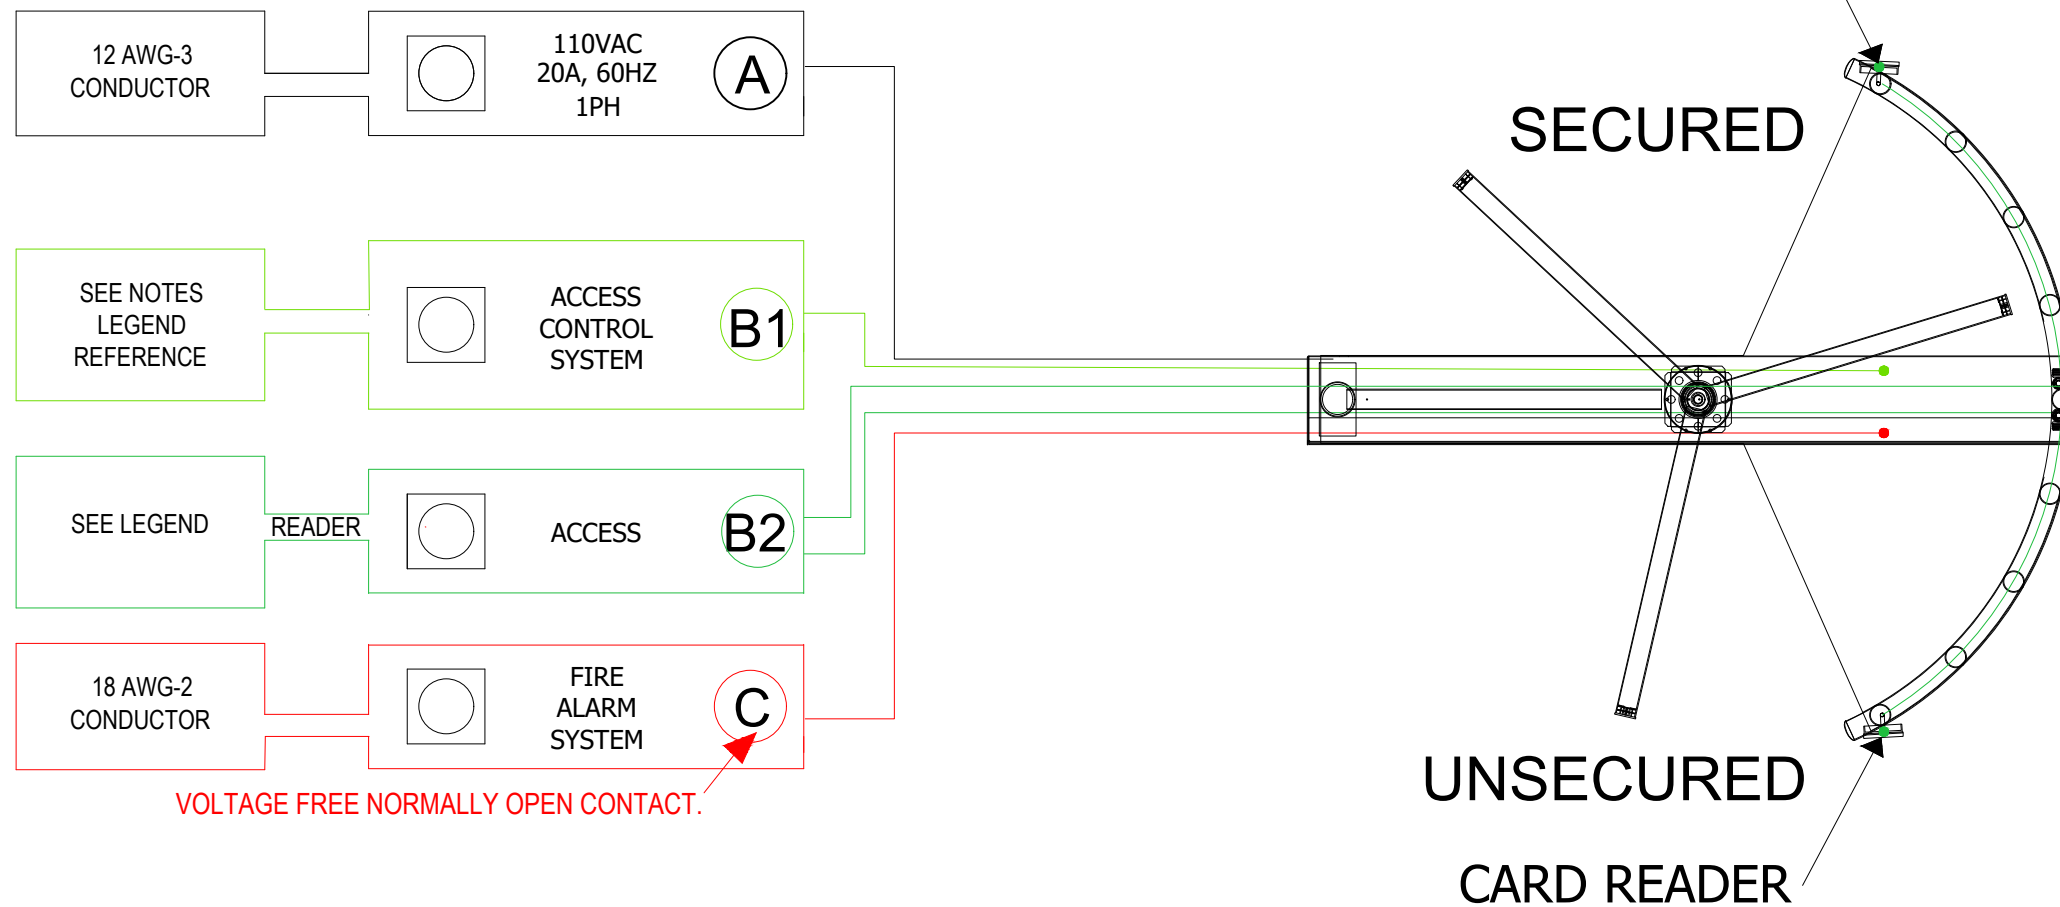 12 AWG-3
CONDUCTOR
110VAC
20A, 60HZ
1PH
A
SECURED
SEE NOTES
LEGEND
REFERENCE
ACCESS
CONTROL
SYSTEM
B1
SEE LEGEND
READER
ACCESS
B2
18 AWG-2
CONDUCTOR
FIRE
ALARM
SYSTEM
C
VOLTAGE FREE NORMALLY OPEN CONTACT.
UNSECURED
CARD READER